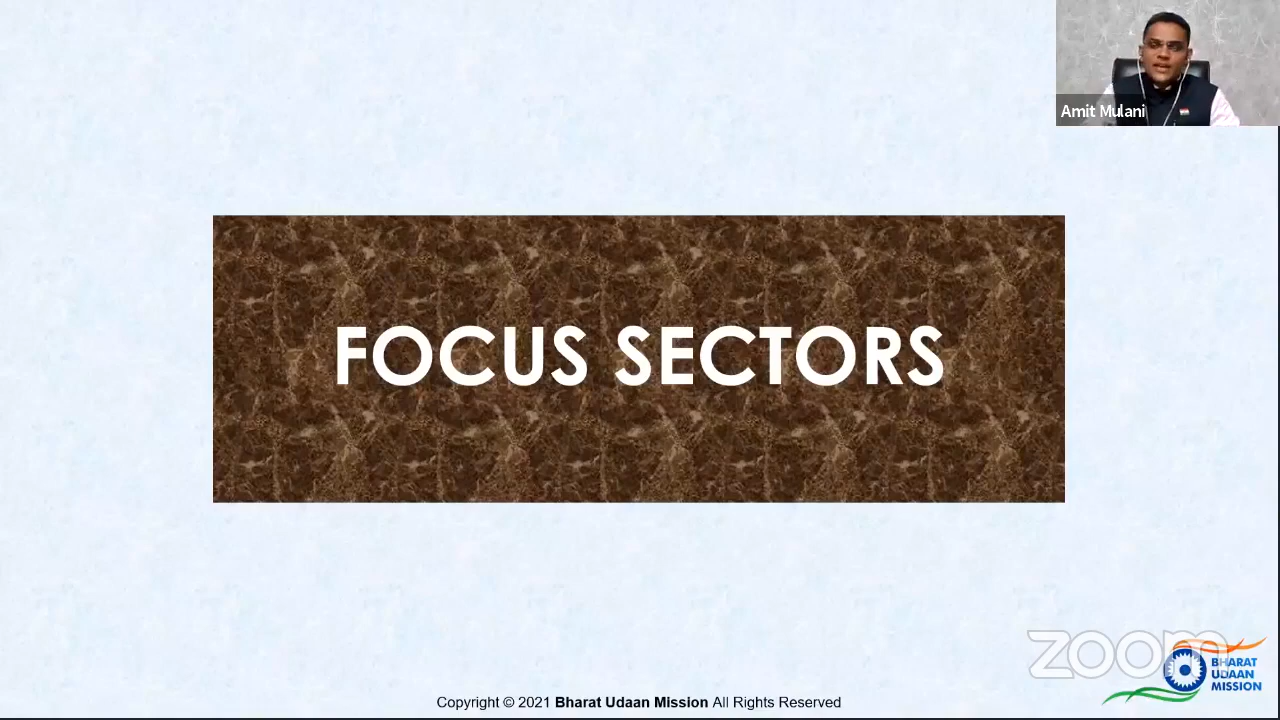 Amit Mulani
FOCUS SECTORS
zoom
BHARAT
UDAAN
MISSION
Copyright © 2021 Bharat Udaan Mission All Rights Reserved